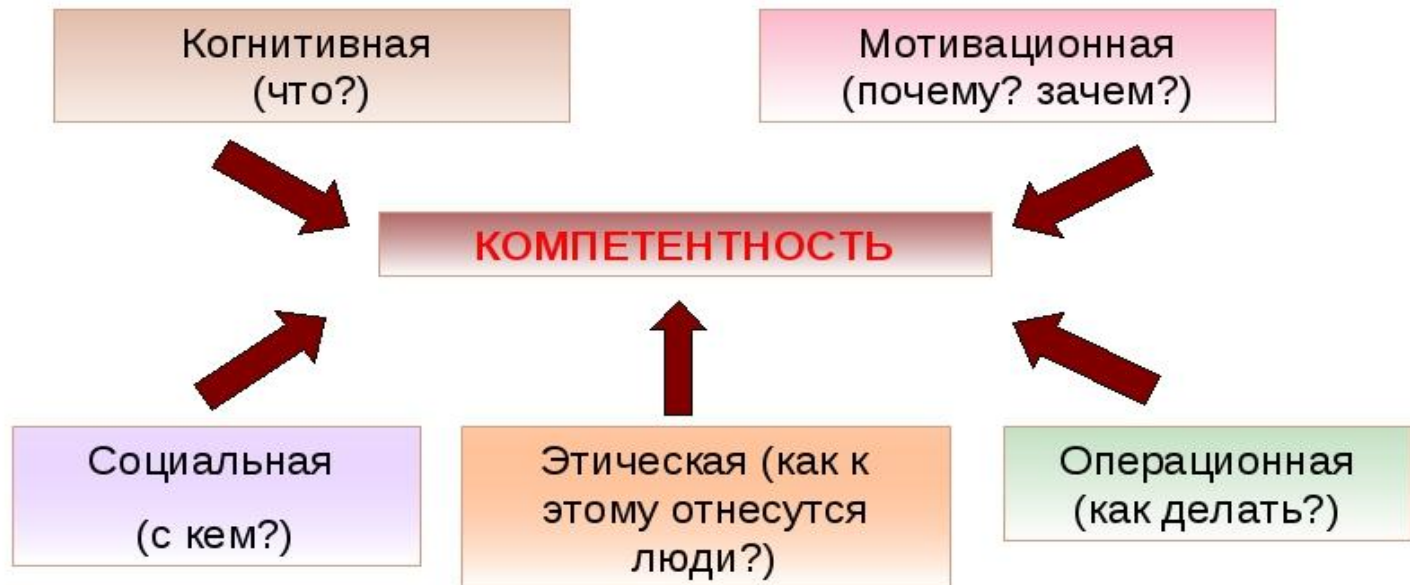 Когнитивная
(что?)
Мотивационная
(почему? зачем?)
КОМПЕТЕНТНОСТЬ
Социальная
(с кем?)
Этическая (как к
этому отнесутся
люди?)
Операционная
(как делать?)